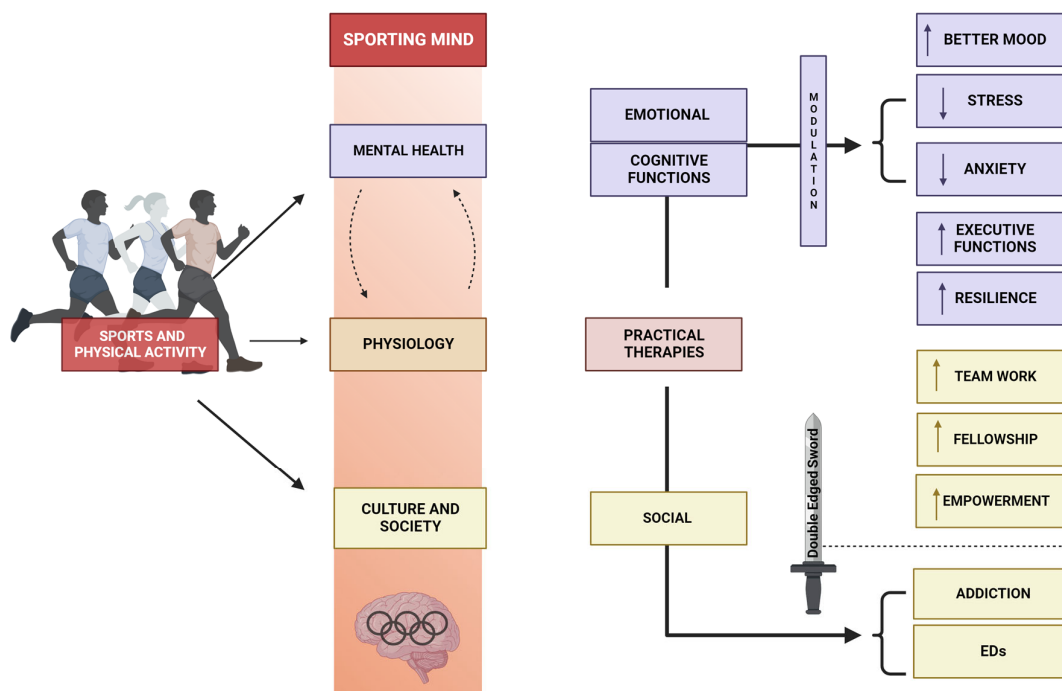 SPORTING MIND
MENTAL HEALTH
SPORTS AND
PHYSICAL ACTIVITY
PHYSIOLOGY
CULTURE AND
SOCIETY
EMOTIONAL
COGNITIVE
FUNCTIONS
MODULATION
PRACTICAL
THERAPIES
SOCIAL
Double Edged Sword
BETTER MOOD
STRESS
ANXIETY
EXECUTIVE
FUNCTIONS
RESILIENCE
TEAM WORK
FELLOWSHIP
EMPOWERMENT
ADDICTION
EDs